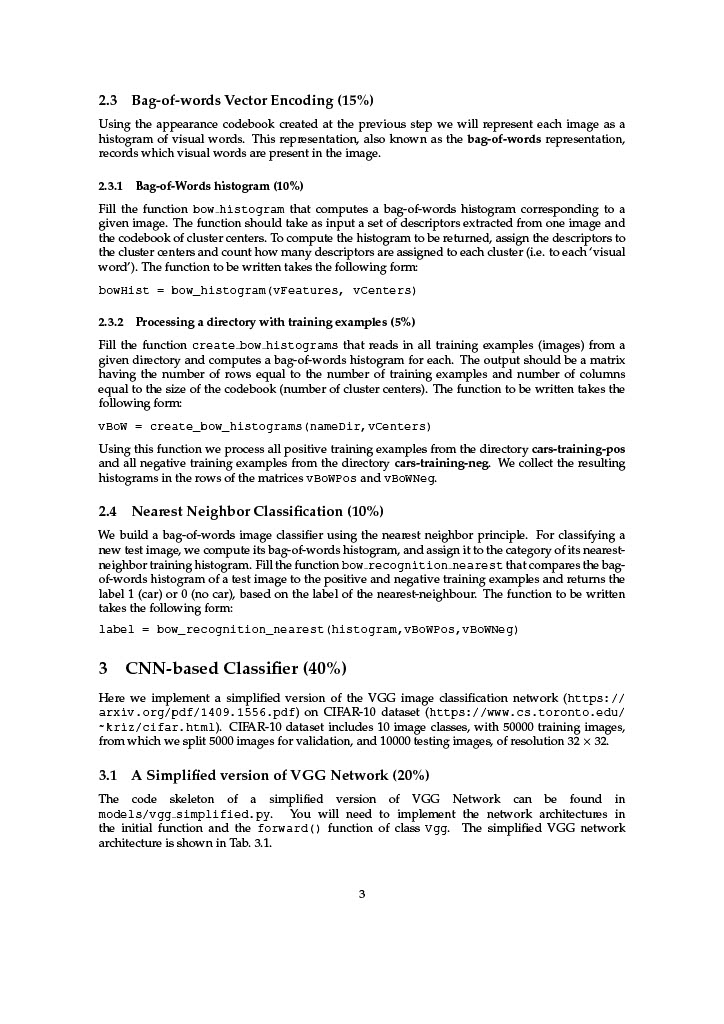 2.3 Bag-of-words Vector Encoding (15%)
Using the appearance codebook created at the previous step we will represent each image as a
histogram of visual words. This representation, also known as the bag-of-words representation,
records which visual words are present in the image.
2.3.1 Bag-of-Words histogram (10%)
Fill the function bow_histogram that computes a bag-of-words histogram corresponding to a
given image. The function should take as input a set of descriptors extracted from one image and
the codebook of cluster centers. To compute the histogram to be returned, assign the descriptors to
the cluster centers and count how many descriptors are assigned to each cluster (i.e. to each ‘visual
word’). The function to be written takes the following form:
bowHist = bow_histogram(vFeatures, vCenters)
2.3.2 Processing a directory with training examples (5%)
Fill the function create_bow_histograms that reads in all training examples (images) from a
given directory and computes a bag-of-words histogram for each. The output should be a matrix
having the number of rows equal to the number of training examples and number of columns
equal to the size of the codebook (number of cluster centers). The function to be written takes the
following form:
vBoW = create_bow_histograms(nameDir,vCenters)
Using this function we process all positive training examples from the directory cars-training-pos
and all negative training examples from the directory cars-training-neg. We collect the resulting
histograms in the rows of the matrices vBoWPos and vBoWNeg.
2.4 Nearest Neighbor Classification (10%)
We build a bag-of-words image classifier using the nearest neighbor principle. For classifying a
new test image, we compute its bag-of-words histogram, and assign it to the category of its nearest-
neighbor training histogram. Fill the function bow_recognition_nearest that compares the bag-
of-words histogram of a test image to the positive and negative training examples and returns the
label 1 (car) or 0 (no car), based on the label of the nearest-neighbour. The function to be written
takes the following form:
label = bow_recognition_nearest(histogram,vBoWPos,vBoWNeg)
3 CNN-based Classifier (40%)
Here we implement a simplified version of the VGG image classification network (https://
arxiv.org/pdf/1409.1556.pdf) on CIFAR-10 dataset (https://www.cs.toronto.edu/
~kriz/cifar.html). CIFAR-10 dataset includes 10 image classes, with 50000 training images,
from which we split 5000 images for validation, and 10000 testing images, of resolution 32 × 32.
3.1 A Simplified version of VGG Network (20%)
The code skeleton of a simplified version of VGG Network can be found in
models/vgg_simplified.py. You will need to implement the network architectures in
the initial function and the forward() function of class Vgg. The simplified VGG network
architecture is shown in Tab. 3.1.
3